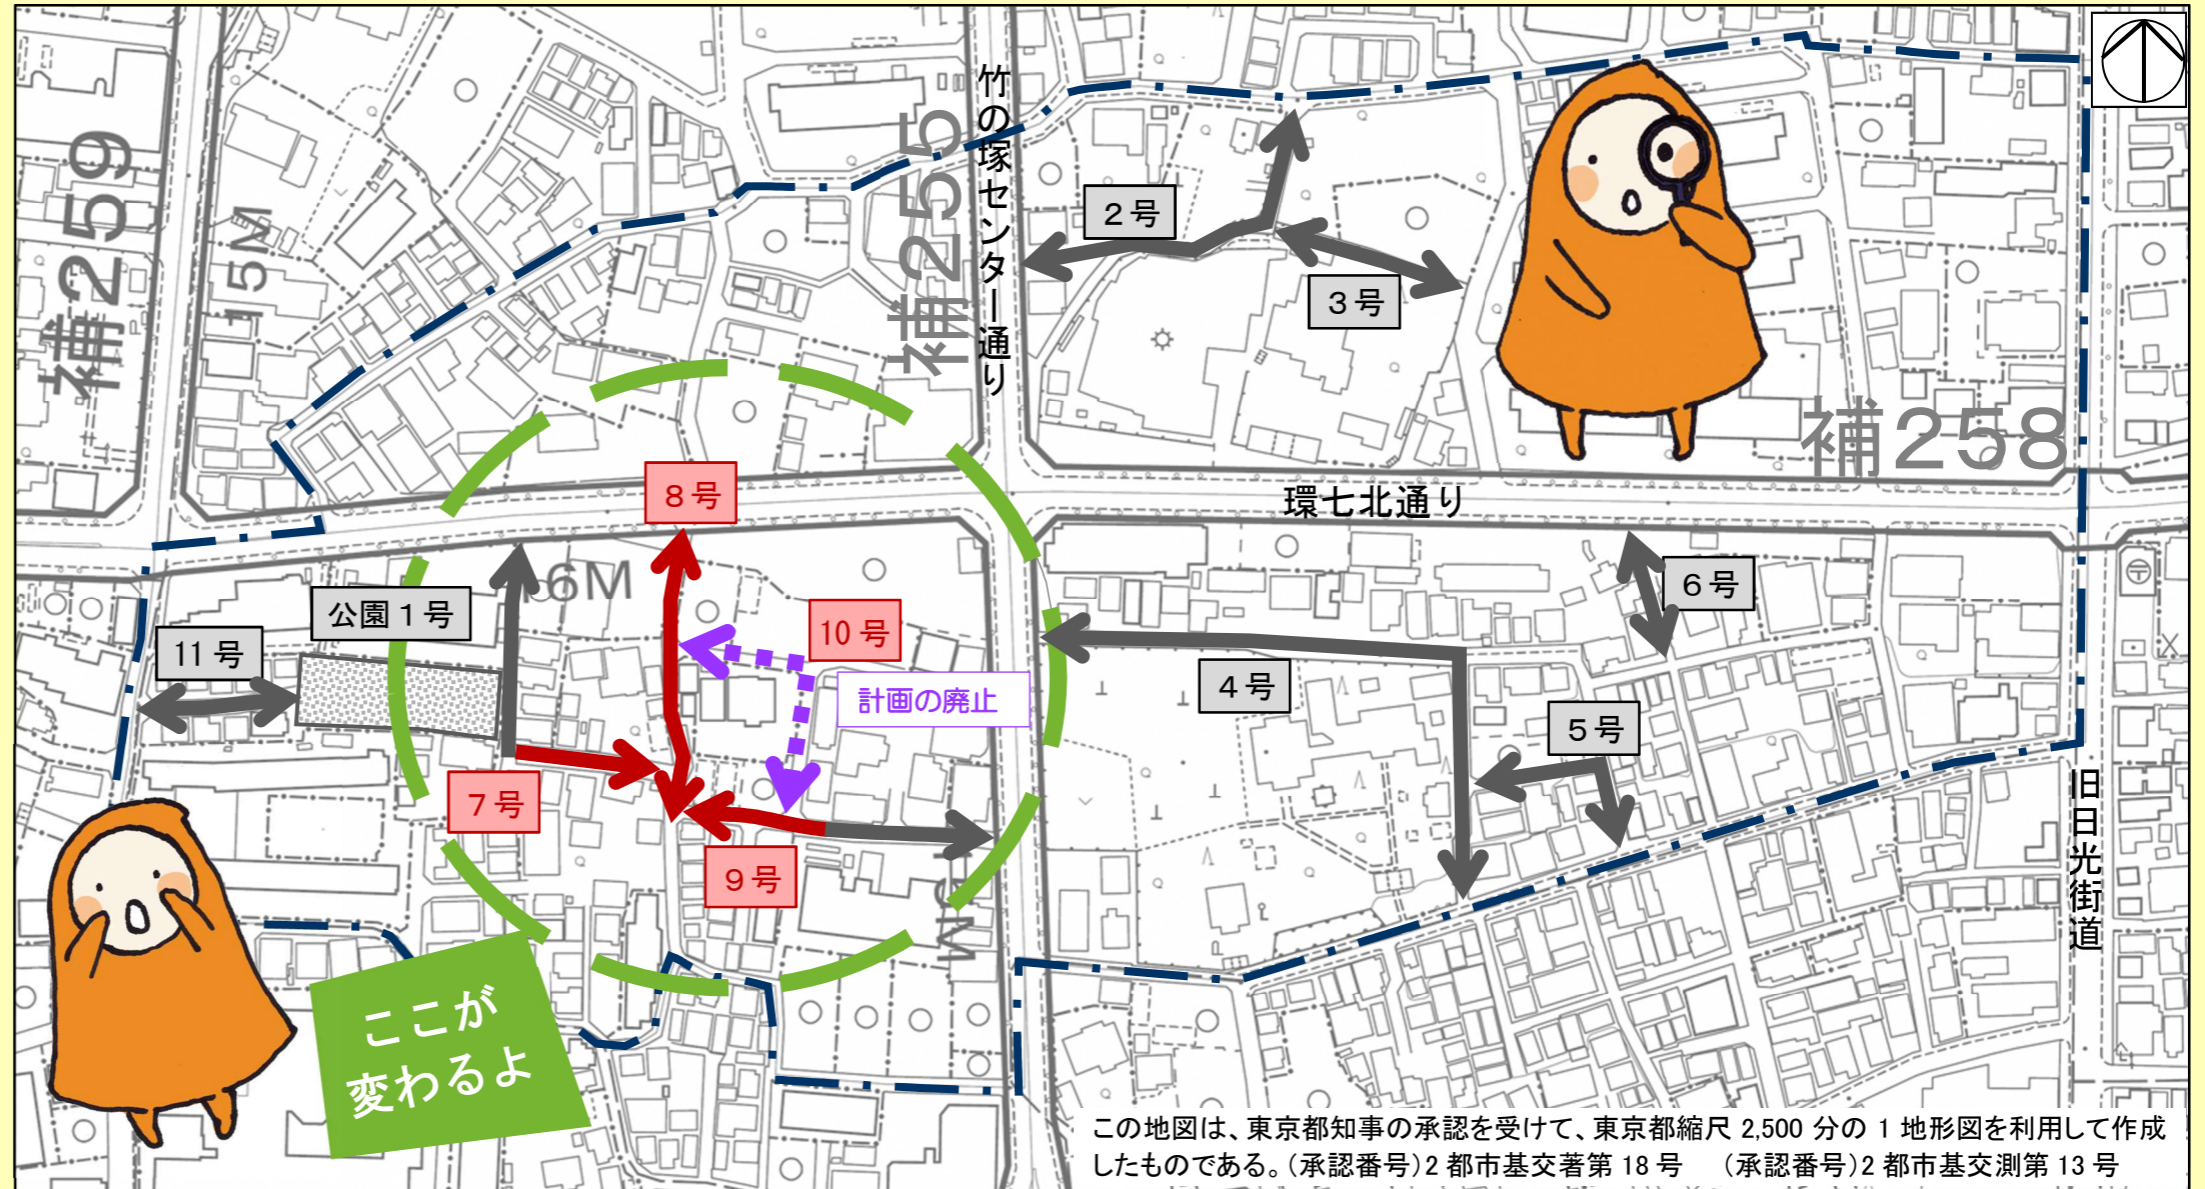 補259
15M
補255
竹の塚センター通り
2号
3号
補258
環七北通り
8号
16M
公園1号
11号
10号
計画の廃止
7号
9号
4号
5号
6号
旧日光街道
ここが
変わるよ
この地図は、東京都知事の承認を受けて、東京都縮尺 2,500 分の 1 地形図を利用して作成
したものである。(承認番号)2 都市基交著第 18 号　(承認番号)2 都市基交測第 13 号